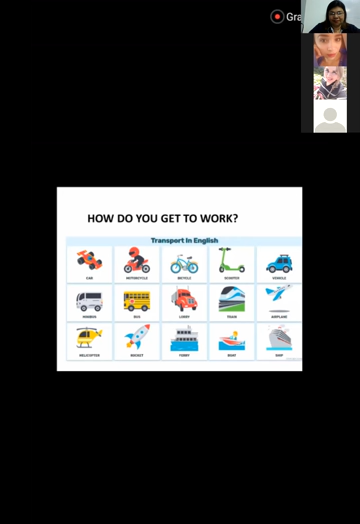 Gra
HOW DO YOU GET TO WORK?
Transport In English
CAR
MOTORCYCLE
BICYCLE
SCOOTER
VEHICLE
MINIBUS
BUS
LORRY
TRAIN
AIRPLANE
HELICOPTER
ROCKET
FERRY
BOAT
SHIP